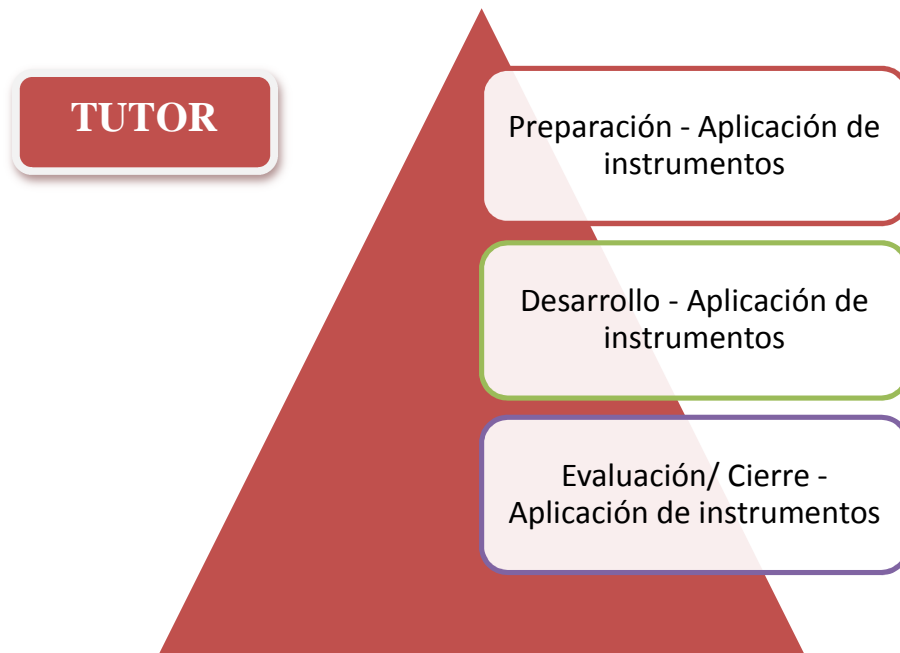 TUTOR
Preparación - Aplicación de
instrumentos
Desarrollo - Aplicación de
instrumentos
Evaluación/ Cierre -
Aplicación de instrumentos